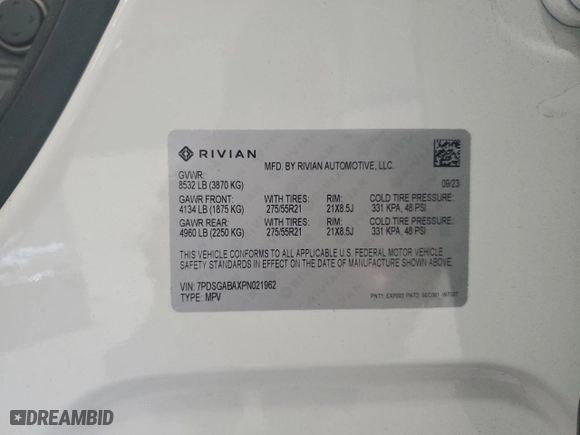 RIVIAN
MFD. BY RIVIAN AUTOMOTIVE, LLC.
GVWR:
8532 LB (3870 KG)
09/23
GAWR FRONT: WITH TIRES: RIM: COLD TIRE PRESSURE:
4134 LB (1875 KG) 275/55R21 21X8.5J 331 KPA, 48 PSI
GAWR REAR: WITH TIRES: RIM: COLD TIRE PRESSURE:
4960 LB (2250 KG) 275/55R21 21X8.5J 331 KPA, 48 PSI
THIS VEHICLE CONFORMS TO ALL APPLICABLE U.S. FEDERAL MOTOR VEHICLE
SAFETY STANDARDS IN EFFECT ON THE DATE OF MANUFACTURE SHOWN ABOVE.
VIN: 7PDSGABAXPN021962
TYPE: MPV
DREAMBID